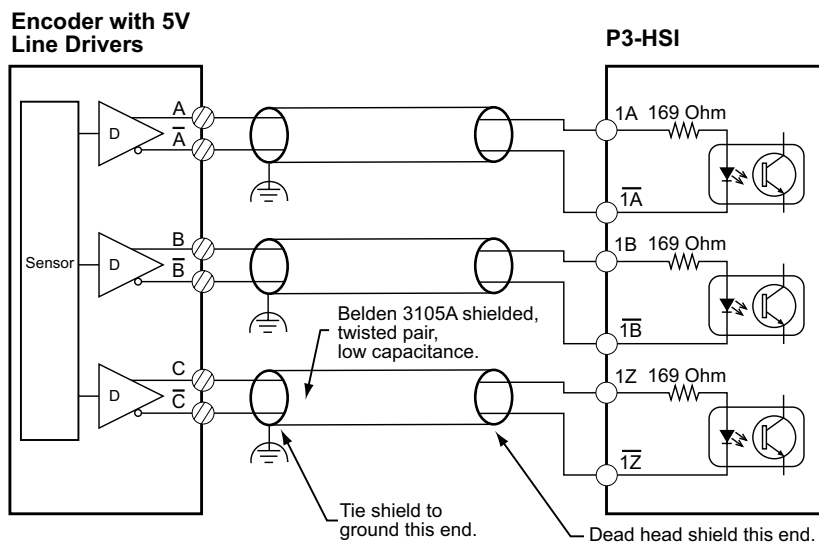 Encoder with 5V
Line Drivers
P3-HSI
Sensor
D
A
A̅
1A
169 Ohm
1A̅
D
B
B̅
1B
169 Ohm
1B̅
Belden 3105A shielded,
twisted pair,
low capacitance.
D
C
C̅
1Z
169 Ohm
1Z̅
Tie shield to
ground this end.
Dead head shield this end.